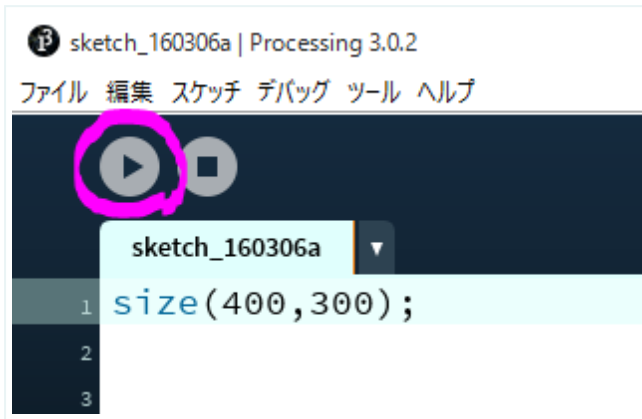 sketch_160306a | Processing 3.0.2
ファイル 編集 スケッチ デバッグ ツール ヘルプ
sketch_160306a
1 size(400,300);
2
3